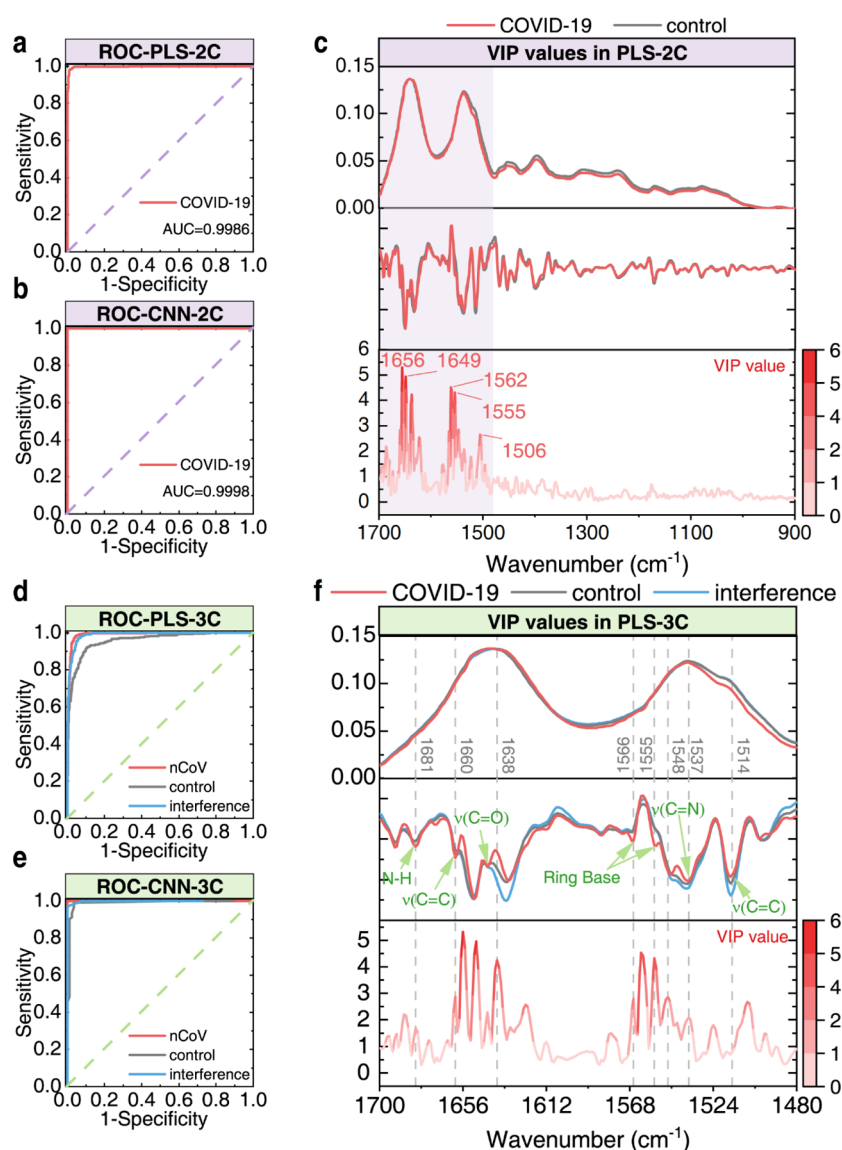 a
ROC-PLS-2C
1.0
0.8
0.6
0.4
0.2
0.0
Sensitivity
COVID-19
AUC=0.9986.
0.0 0.2 0.4 0.6 0.8 1.0
1-Specificity
b
ROC-CNN-2C
1.0
0.8
0.6
0.4
0.2
0.0
Sensitivity
COVID-19
AUC=0.9998.
0.0 0.2 0.4 0.6 0.8 1.0
1-Specificity
COVID-19 control
c
VIP values in PLS-2C
0.15
0.10
0.05
0.00
6
5
4
3
2
1
0
1656 1649
1562
1555
1506
VIP value
6
5
4
2
1
0
1700 1500 1300 1100 900
Wavenumber (cm-1)
d
ROC-PLS-3C
1.0
0.8
0.6
0.4
0.2
0.0
Sensitivity
nCoV
control
interference
0.0 0.2 0.4 0.6 0.8 1.0
1-Specificity
e
ROC-CNN-3C
1.0
0.8
0.6
0.4
0.2
0.0
Sensitivity
nCoV
control
interference
0.0 0.2 0.4 0.6 0.8 1.0
1-Specificity
f
COVID-19 control interference
VIP values in PLS-3C
0.15
0.10
0.05
0.00
1681
1660
1638
1566
1555
1548
1537
1514
N-H
ν(C=C)
ν(C=O)
Ring Base
ν(C=N)
ν(C=C)
5
4
3
2
1
0
VIP value
6
5
4
2
1
0
1700 1656 1612 1568 1524 1480
Wavenumber (cm-1)